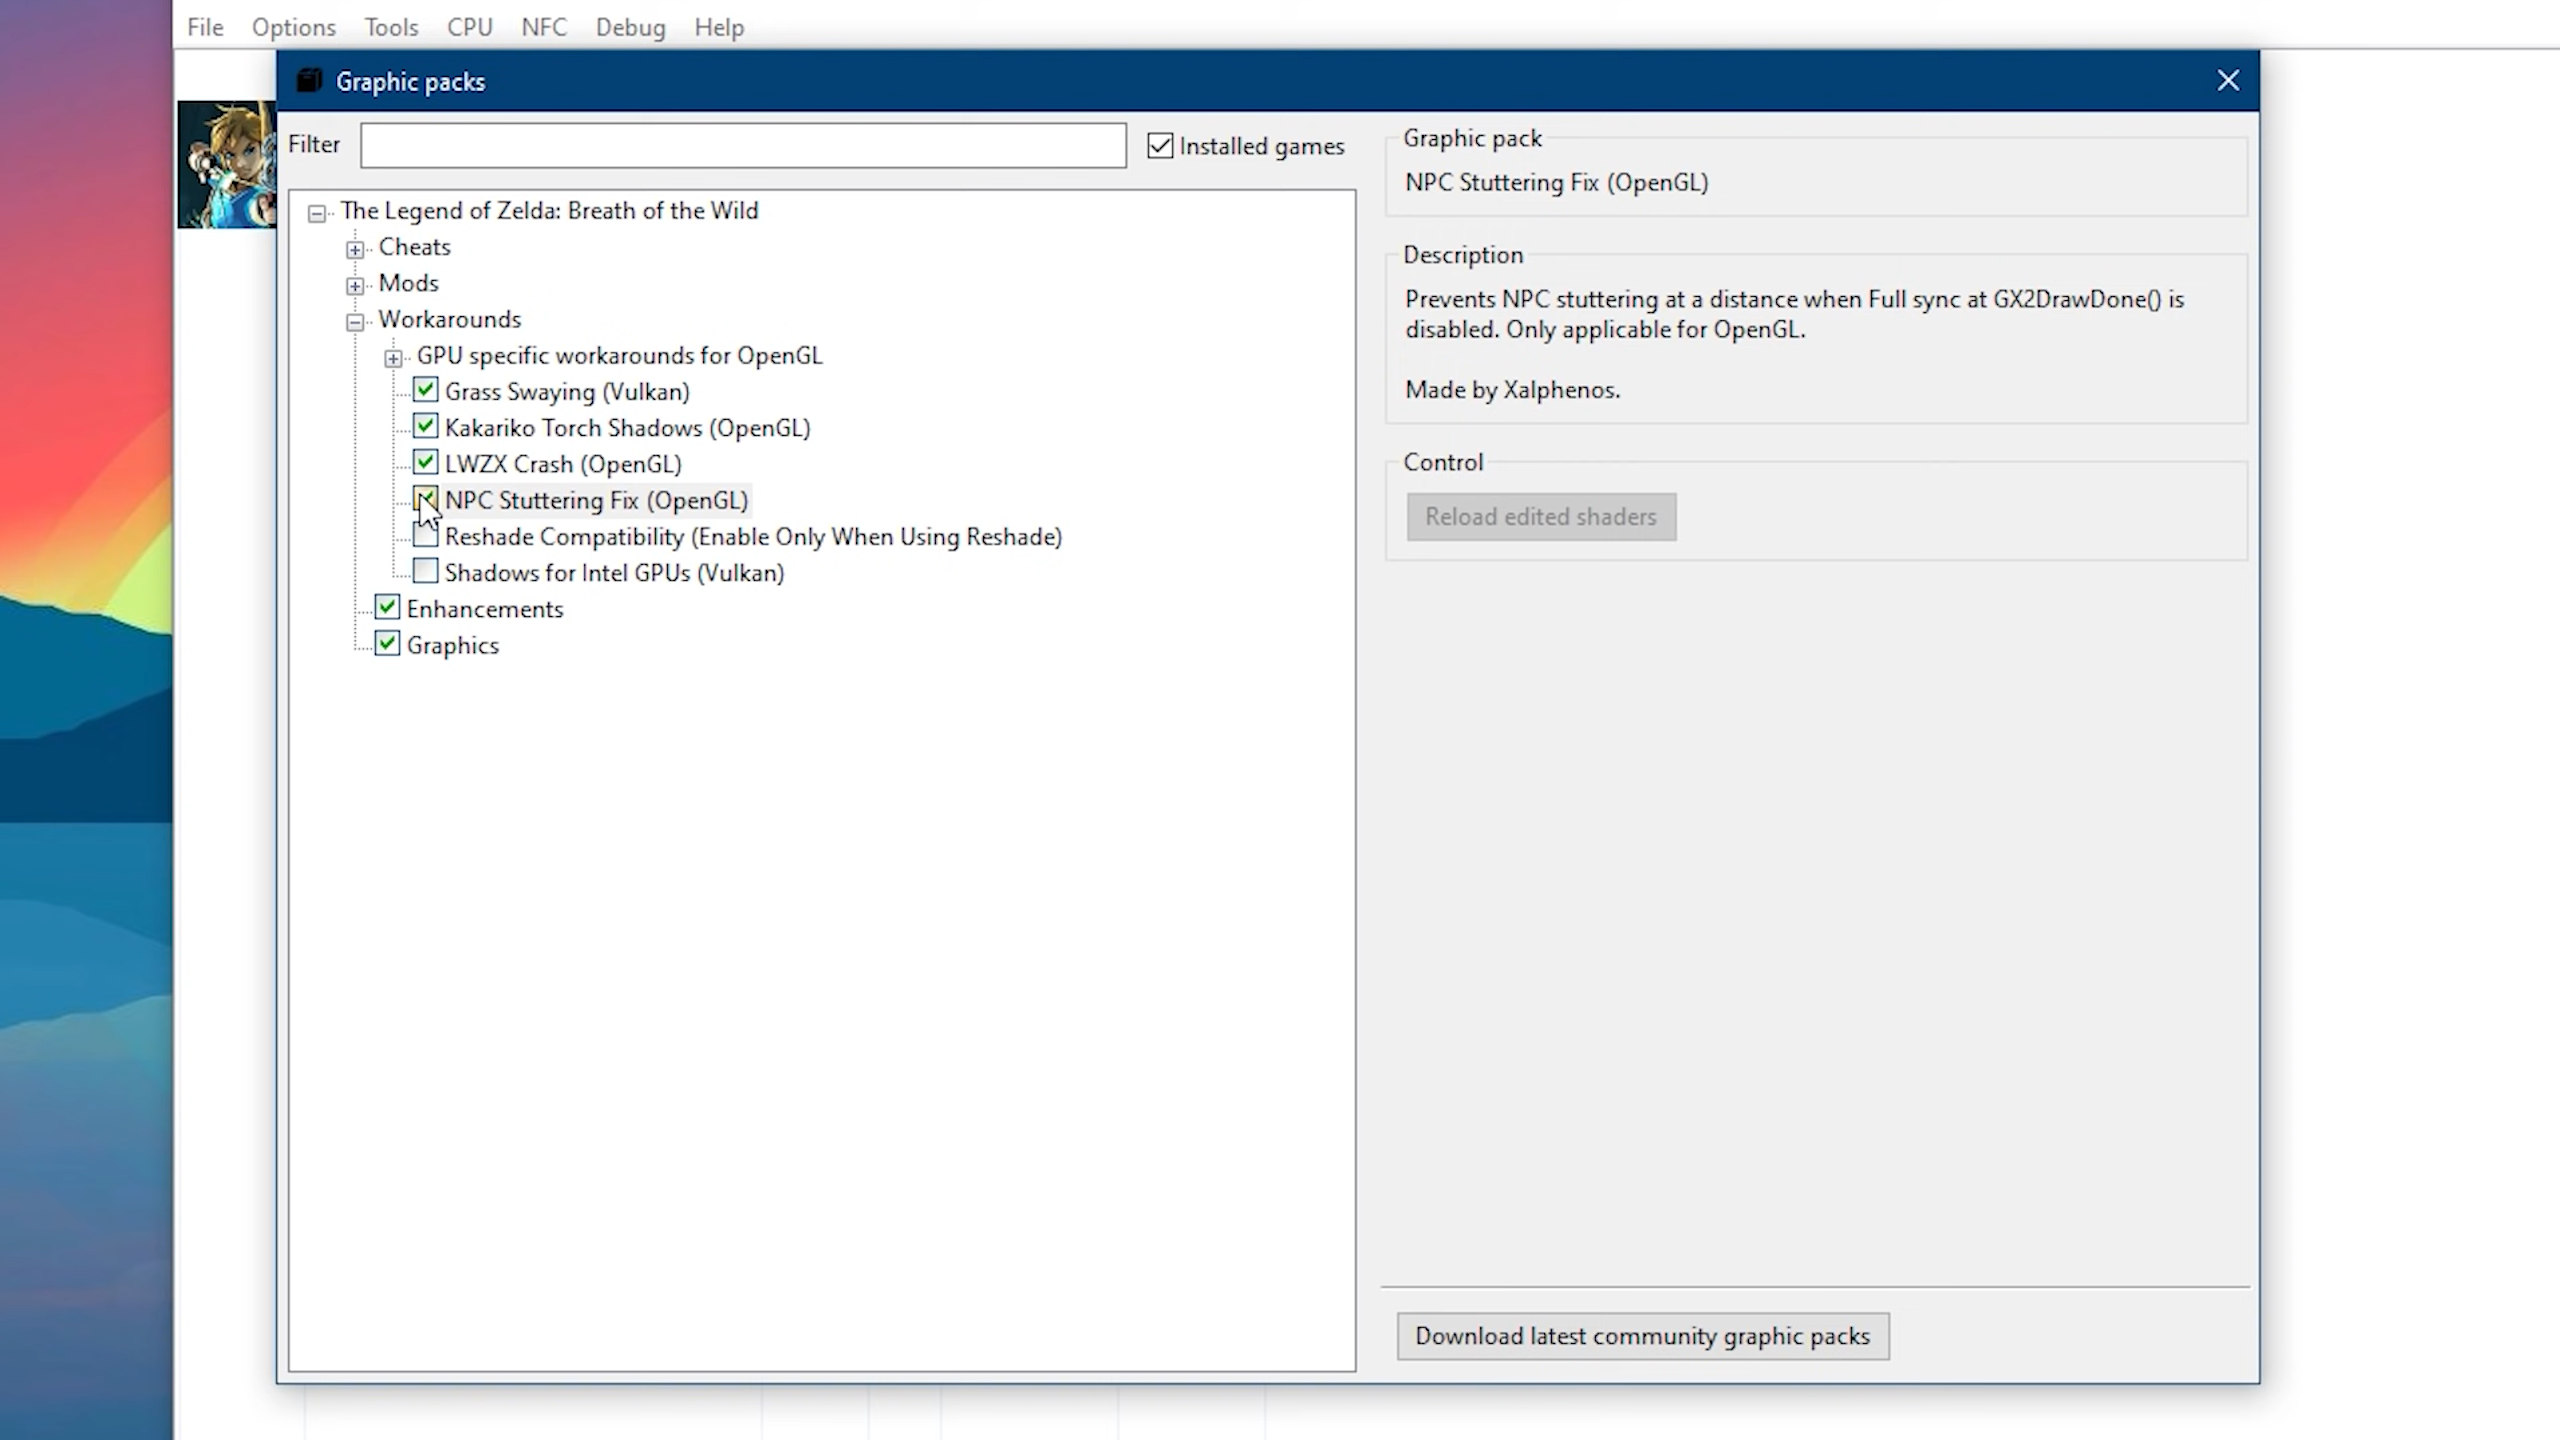 File Options Tools CPU NFC Debug Help
Graphic packs
Filter
Installed games
The Legend of Zelda: Breath of the Wild
Cheats
Mods
Workarounds
GPU specific workarounds for OpenGL
Grass Swaying (Vulkan)
Kakariko Torch Shadows (OpenGL)
LWZX Crash (OpenGL)
NPC Stuttering Fix (OpenGL)
Reshade Compatibility (Enable Only When Using Reshade)
Shadows for Intel GPUs (Vulkan)
Enhancements
Graphics
Graphic pack
NPC Stuttering Fix (OpenGL)
Description
Prevents NPC stuttering at a distance when Full sync at GX2DrawDone() is
disabled. Only applicable for OpenGL.
Made by Xalphenos.
Control
Reload edited shaders
Download latest community graphic packs